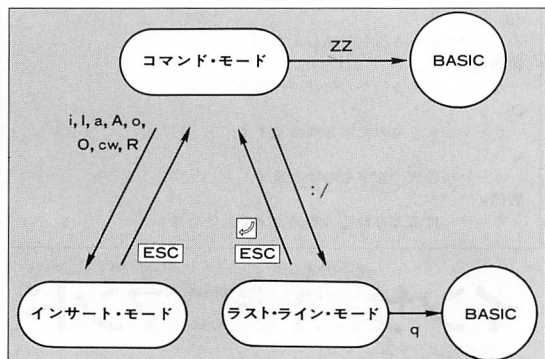 コマンド・モード
ZZ
BASIC
i, I, a, A, o,
O, cw, R
:/
ESC
ESC
インサート・モード
ラスト・ライン・モード
q
BASIC